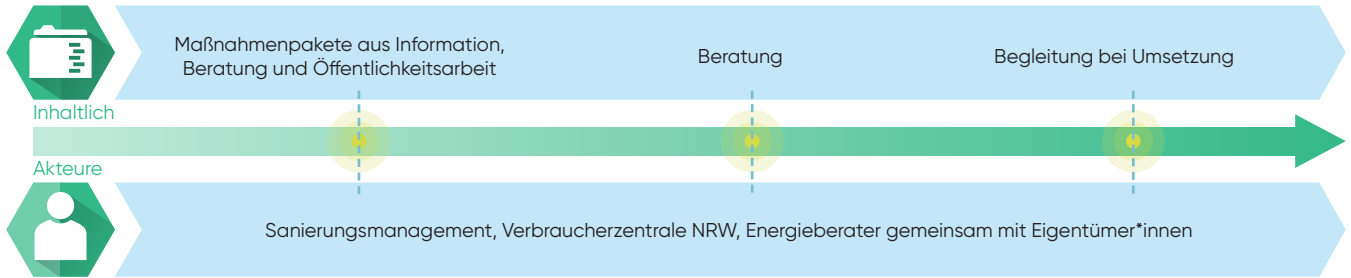 Maßnahmenpakete aus Information,
Beratung und Öffentlichkeitsarbeit
Beratung
Begleitung bei Umsetzung
Inhaltlich
Akteure
Sanierungsmanagement, Verbraucherzentrale NRW, Energieberater gemeinsam mit Eigentümer*innen